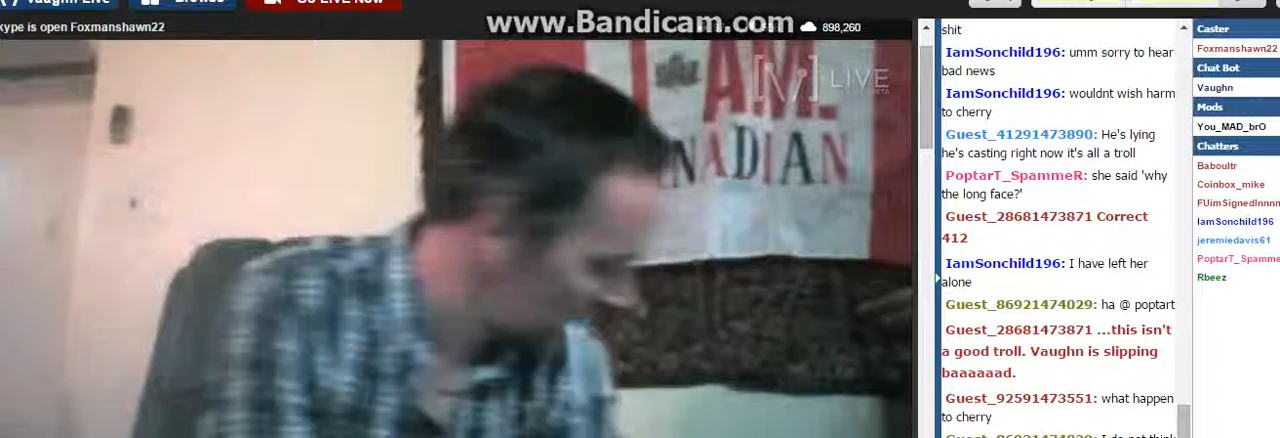 Vaughn Live
www.Bandicam.com
kype is open Foxmanshawn22
898,260
[V] LIVE
I AM
CANADIAN
shit
IamSonchild196: umm sorry to hear
bad news
IamSonchild196: wouldnt wish harm
to cherry
Guest_41291473890: He's lying
he's casting right now it's all a troll
PoptarT_SpammeR: she said 'why
the long face?'
Guest_28681473871 Correct
412
IamSonchild196: I have left her
alone
Guest_86921474029: ha @ poptart
Guest_28681473871 ...this isn't
a good troll. Vaughn is slipping
baaaaaad.
Guest_92591473551: what happen
to cherry
Caster
Foxmanshawn22
Chat Bot
Vaughn
Mods
You_MAD_brO
Chatters
Baboultr
Coinbox_mike
FUimSignedInnnn
IamSonchild196
jeremiedavis61
PoptarT_Spamme
Rbeez